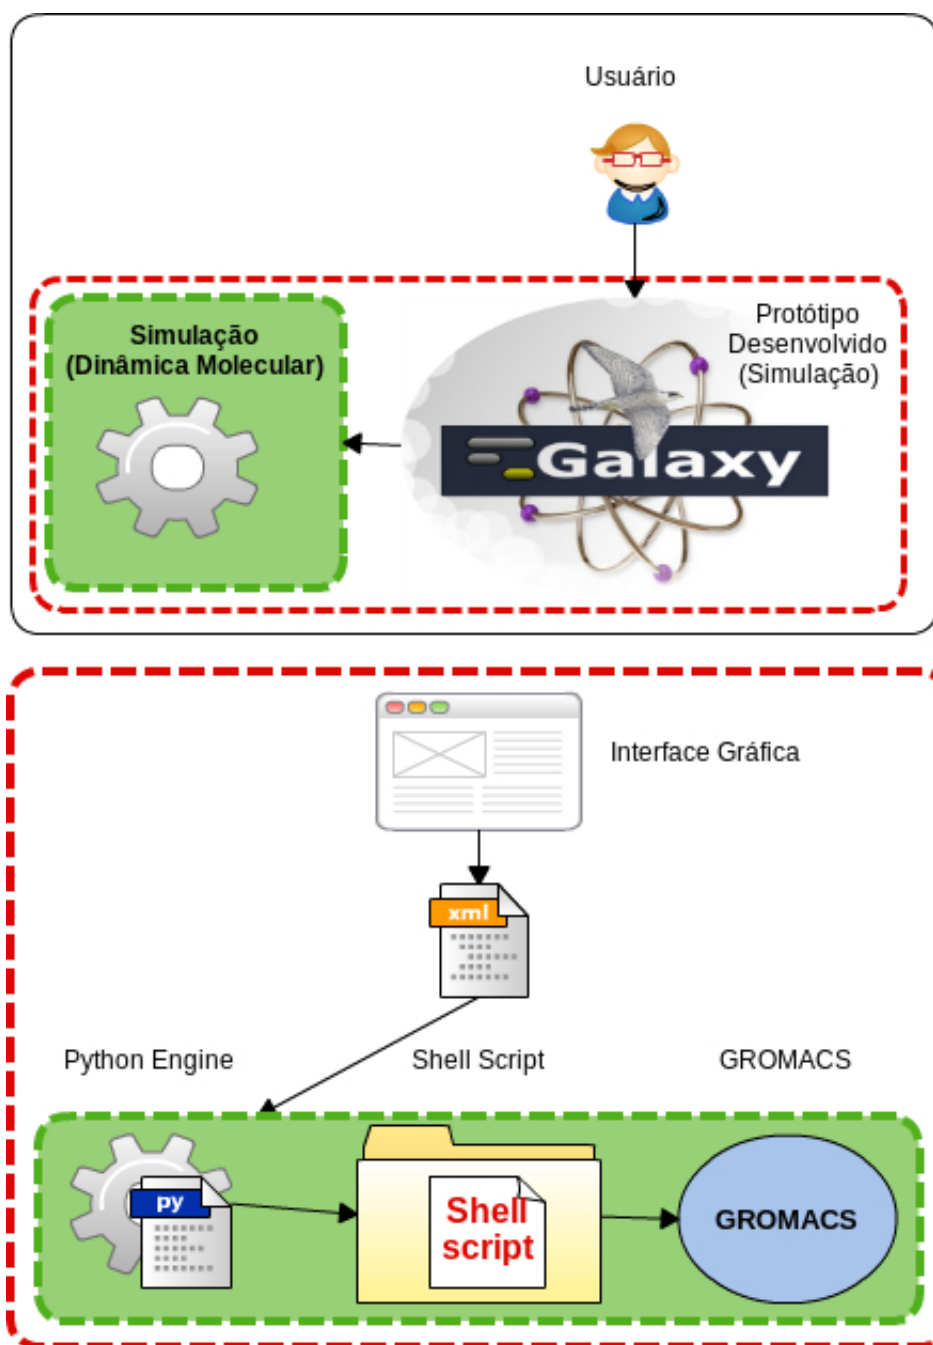 Usuário
Simulação
(Dinâmica Molecular)
Protótipo
Desenvolvido
(Simulação)
Galaxy
Interface Gráfica
xml
Python Engine
Shell Script
GROMACS
py
Shell
script
GROMACS